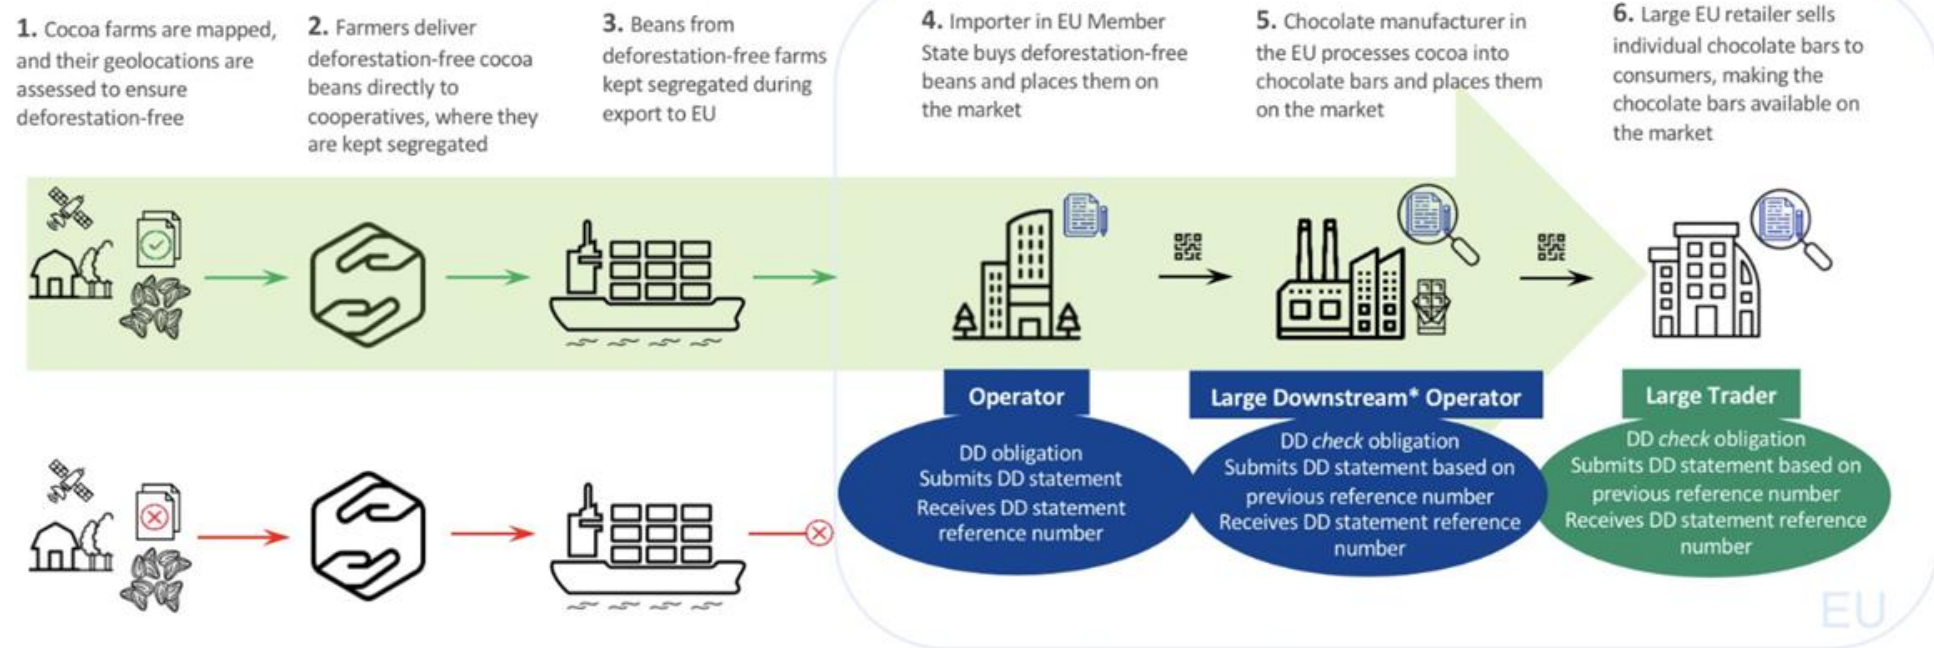 1. Cocoa farms are mapped,
and their geolocations are
assessed to ensure
deforestation-free
2. Farmers deliver
deforestation-free cocoa
beans directly to
cooperatives, where they
are kept segregated
3. Beans from
deforestation-free farms
kept segregated during
export to EU
4. Importer in EU Member
State buys deforestation-free
beans and places them on
the market
5. Chocolate manufacturer in
the EU processes cocoa into
chocolate bars and places them
on the market
6. Large EU retailer sells
individual chocolate bars to
consumers, making the
chocolate bars available on
the market
Operator
DD obligation
Submits DD statement
Receives DD statement
reference number
Large Downstream* Operator
DD check obligation
Submits DD statement based on
previous reference number
Receives DD statement reference
number
Large Trader
DD check obligation
Submits DD statement based on
previous reference number
Receives DD statement reference
number
EU